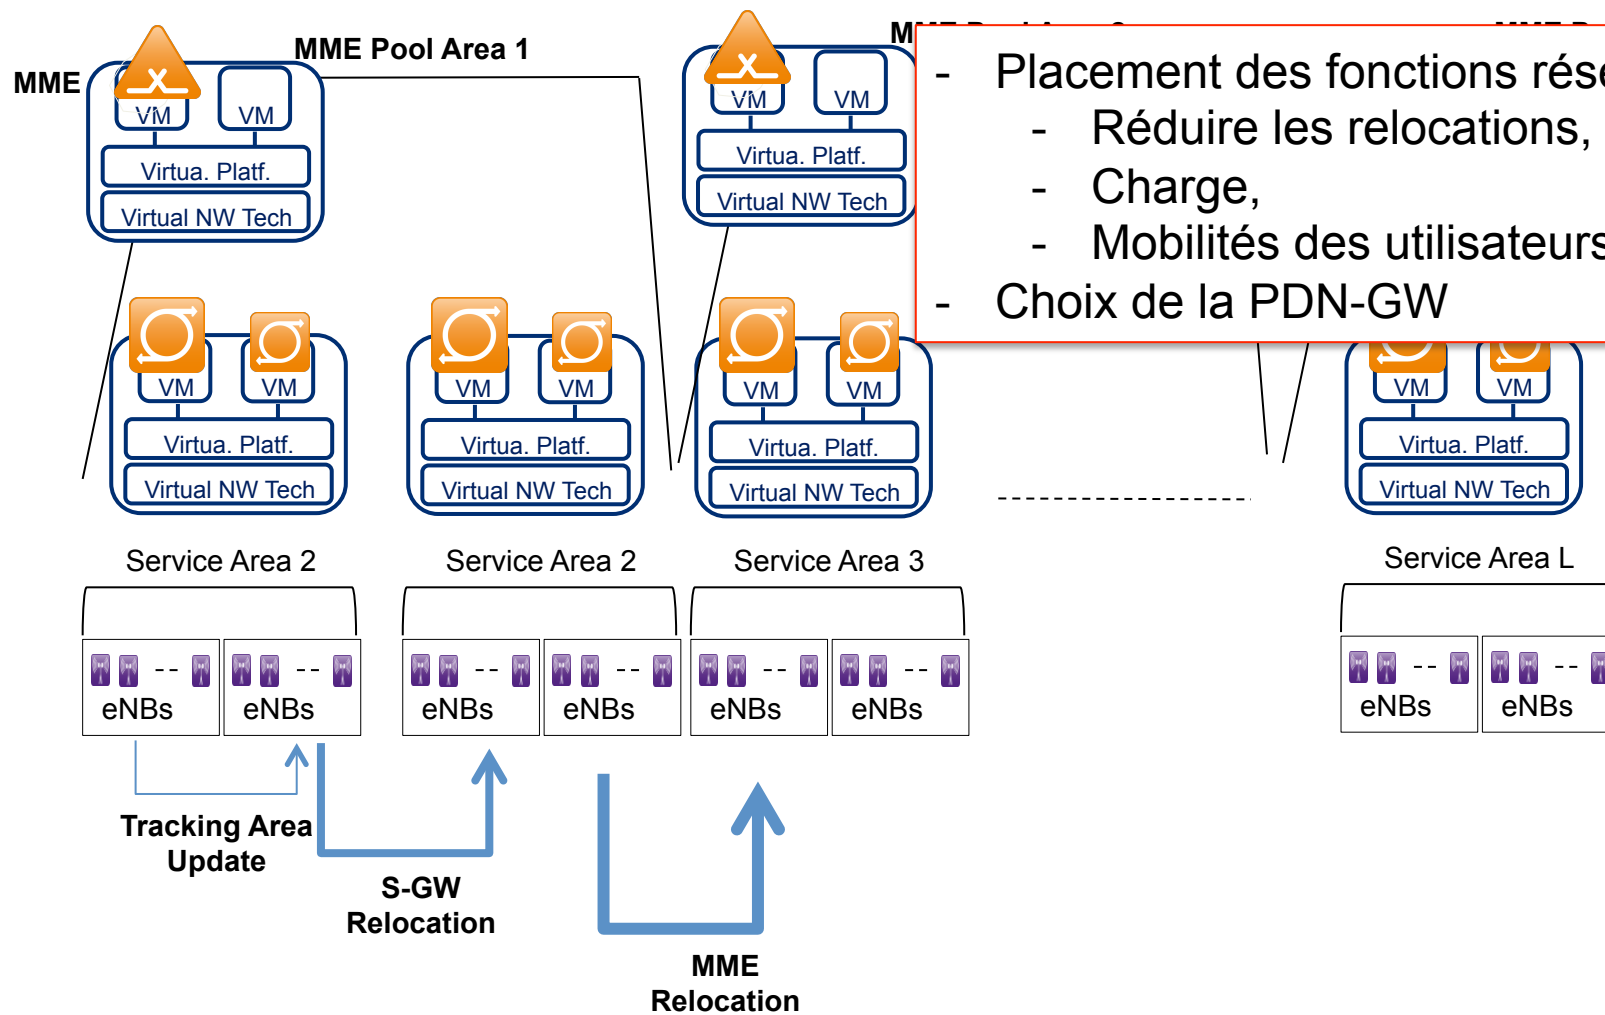 MME Pool Area 1
MME
VM
VM
Virtua. Platf.
Virtual NW Tech
VM
VM
Virtua. Platf.
Virtual NW Tech
- Placement des fonctions
- Réduire les relocations,
- Charge,
- Mobilités des utilisateurs
- Choix de la PDN-GW
VM
VM
Virtua. Platf.
Virtual NW Tech
VM
VM
Virtua. Platf.
Virtual NW Tech
VM
VM
Virtua. Platf.
Virtual NW Tech
VM
VM
Virtua. Platf.
Virtual NW Tech
Service Area 2
Service Area 2
Service Area 3
Service Area L
-- -- -- -- -- -- -- --
eNBs eNBs eNBs eNBs eNBs eNBs eNBs eNBs
Tracking Area
Update
S-GW
Relocation
MME
Relocation